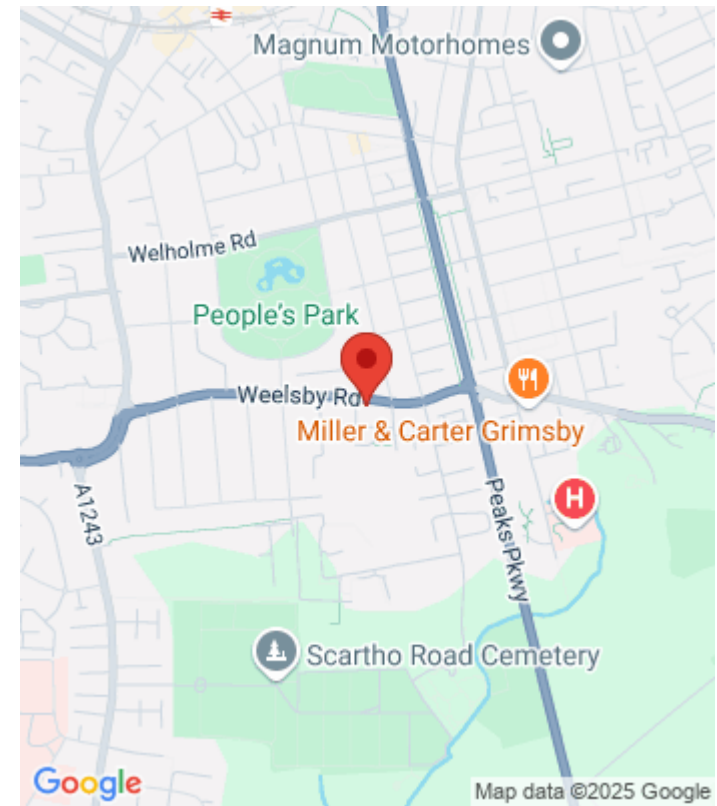 Magnum Motorhomes
Welholme Rd
People's Park
Weelsby Rd
Miller & Carter Grimsby
H
A1243
Peaks Pkwy
Scartho Road Cemetery
Google
Map data ©2025 Google